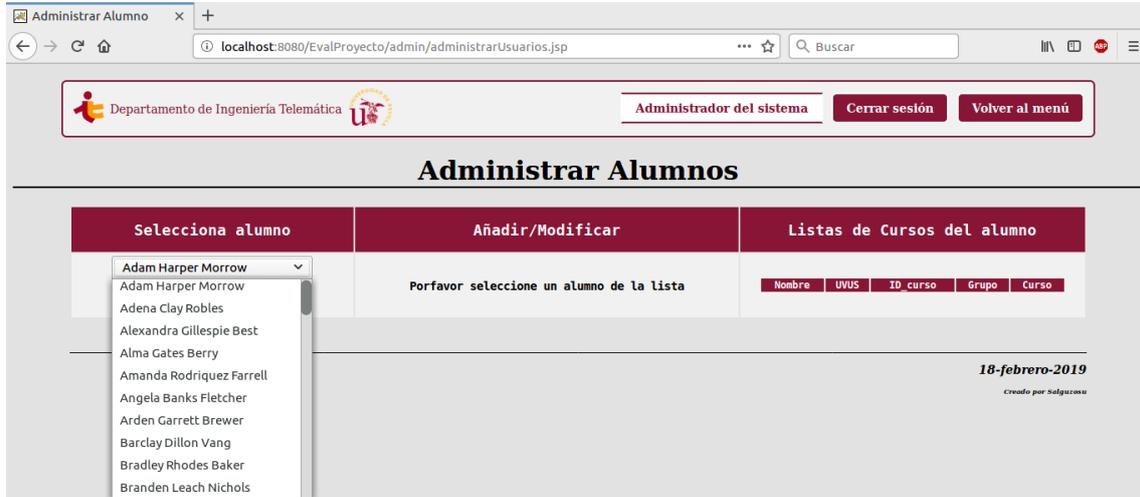 Administrar Alumno
localhost:8080/EvalProyecto/admin/administrarUsuarios.jsp
Buscar
ABP
Departamento de Ingeniería Telemática
Administrador del sistema
Cerrar sesión
Volver al menú
Administrar Alumnos
Selecciona alumno
Añadir/Modificar
Listas de Cursos del alumno
Adam Harper Morrow
Porfavor seleccione un alumno de la lista
Nombre UVUS ID_curso Grupo Curso
Adam Harper Morrow
Adena Clay Robles
Alexandra Gillespie Best
Alma Gates Berry
Amanda Rodriquez Farrell
Angela Banks Fletcher
Arden Garrett Brewer
Barclay Dillon Vang
Bradley Rhodes Baker
Branden Leach Nichols
18-febrero-2019
Creado por Salguzosu